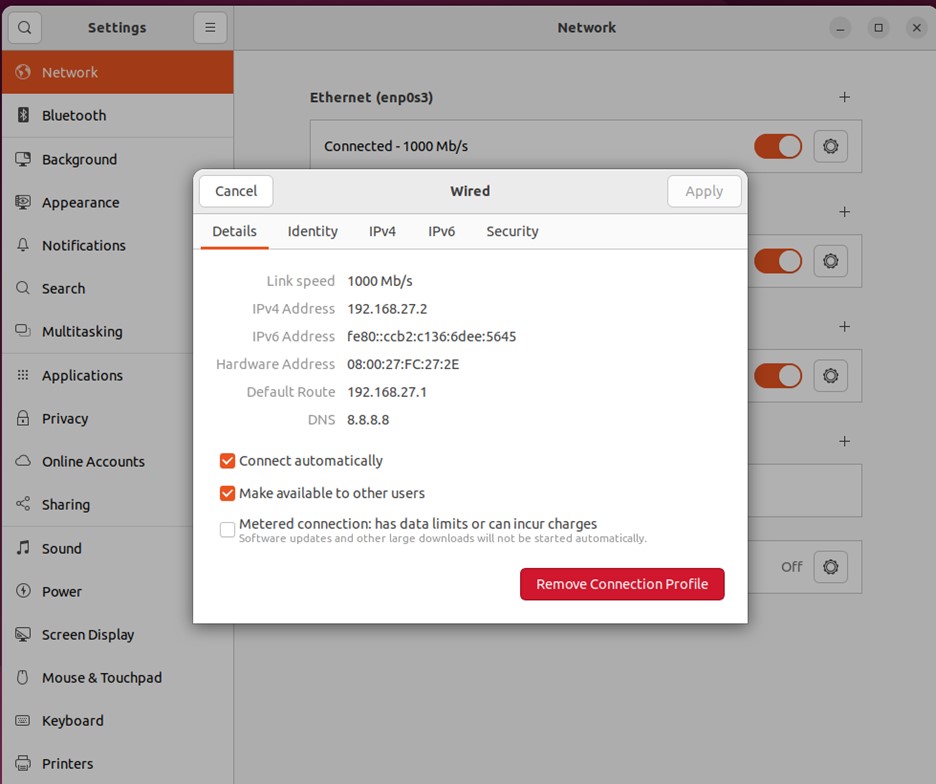 Settings
Network
Network
Bluetooth
Background
Appearance
Notifications
Search
Multitasking
Applications
Privacy
Online Accounts
Sharing
Sound
Power
Screen Display
Mouse & Touchpad
Keyboard
Printers
Ethernet (enp0s3)
Connected - 1000 Mb/s
Off
Cancel
Wired
Apply
Details
Identity
IPv4
IPv6
Security
Link speed 1000 Mb/s
IPv4 Address 192.168.27.2
IPv6 Address fe80::ccb2:c136:6dee:5645
Hardware Address 08:00:27:FC:27:2E
Default Route 192.168.27.1
DNS 8.8.8.8
Connect automatically
Make available to other users
Metered connection: has data limits or can incur charges
Software updates and other large downloads will not be started automatically.
Remove Connection Profile